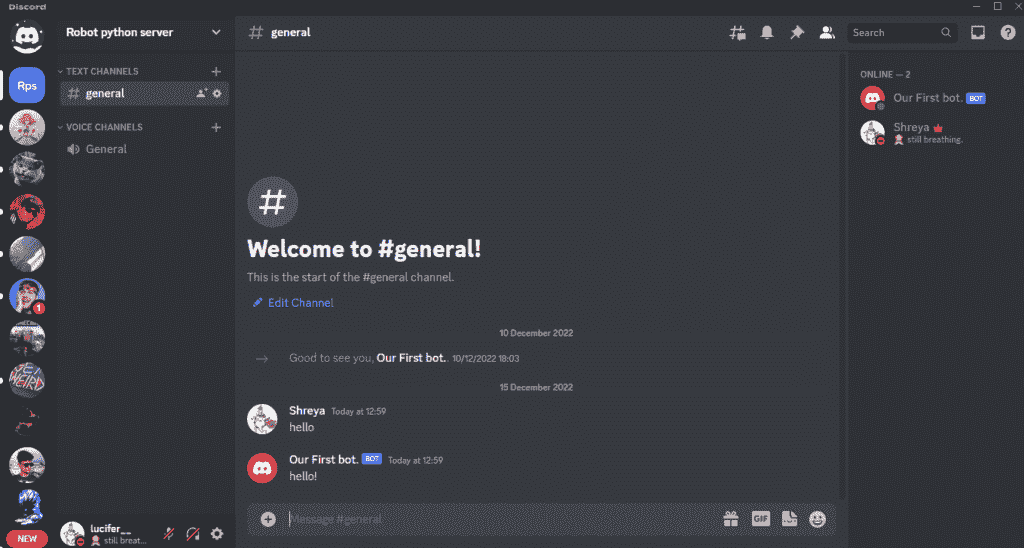 Discord
Robot python server
general
Search
Rps
TEXT CHANNELS
general
VOICE CHANNELS
General
ONLINE — 2
Our First bot. BOT
Shreya
still breathing.
#
Welcome to #general!
This is the start of the #general channel.
Edit Channel
10 December 2022
Good to see you, Our First bot.. 10/12/2022 18:03
15 December 2022
Shreya Today at 12:59
hello
Our First bot. BOT Today at 12:59
hello!
1
WEIRD
Message #general
GIF
NEW
lucifer__
still breat...